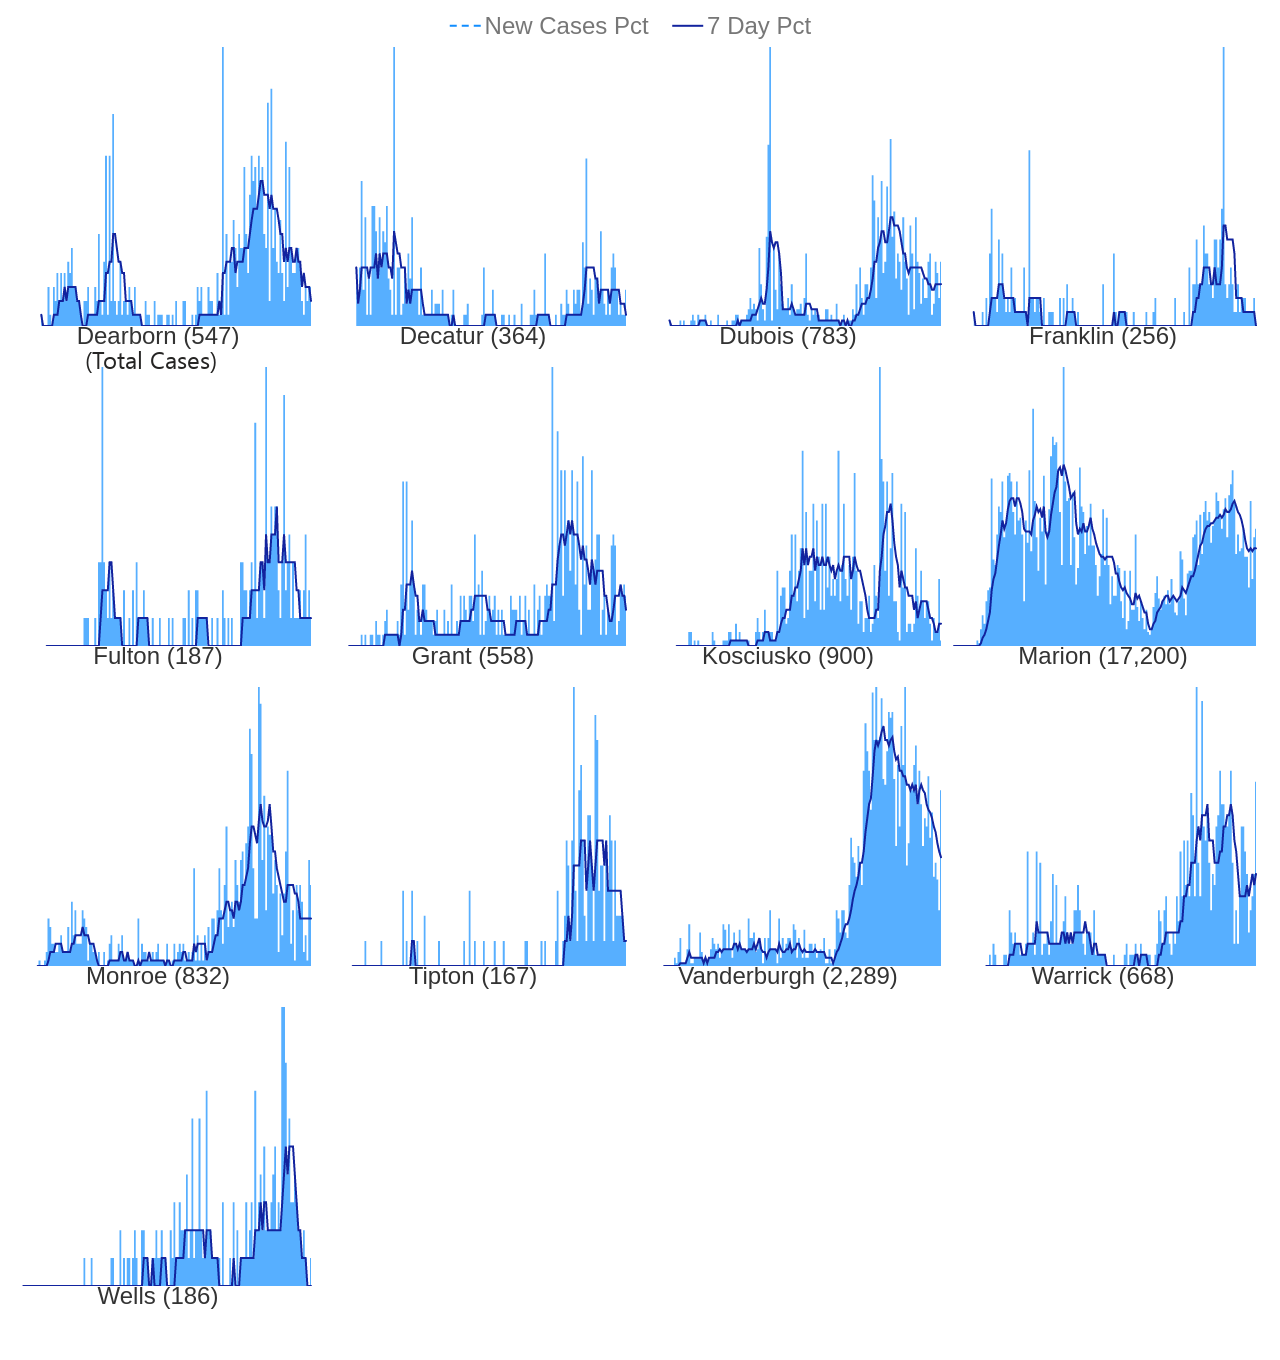 New Cases Pct 7 Day Pct
Dearborn (547) Decatur (364) Dubois (783) Franklin (256)
(Total Cases)
Fulton (187) Grant (558) Kosciusko (900) Marion (17,200)
Monroe (832) Tipton (167) Vanderburgh (2,289) Warrick (668)
Wells (186)